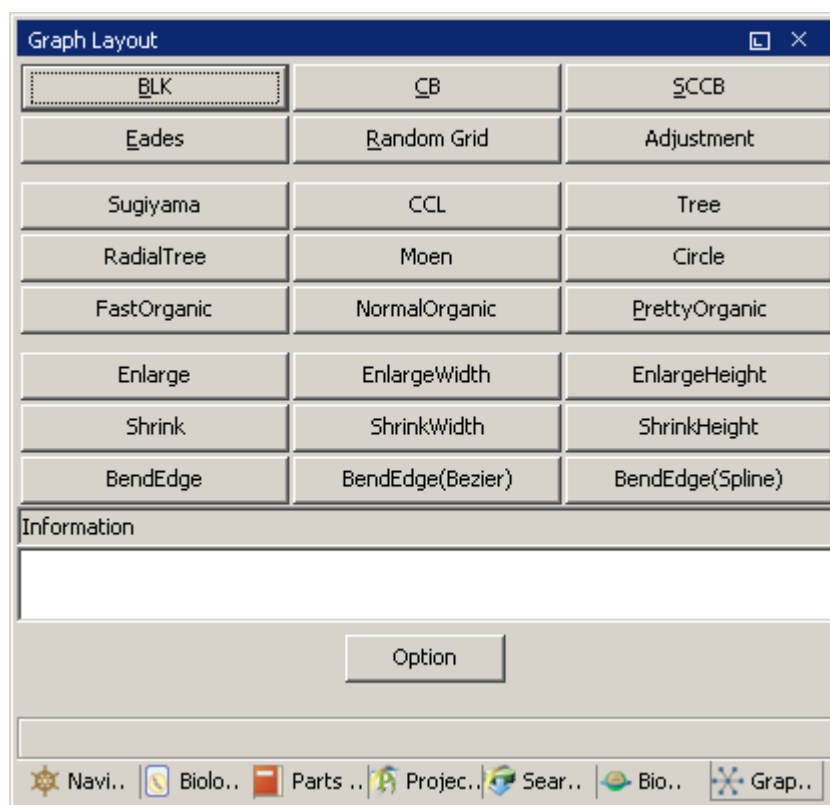 Graph Layout
BLK CB SCCB
Eades Random Grid Adjustment
Sugiyama CCL Tree
RadialTree Moen Circle
FastOrganic NormalOrganic PrettyOrganic
Enlarge EnlargeWidth EnlargeHeight
Shrink ShrinkWidth ShrinkHeight
BendEdge BendEdge(Bezier) BendEdge(Spline)
Information
Option
Navi.. Biolo.. Parts .. Projec.. Sear.. Bio.. Grap..